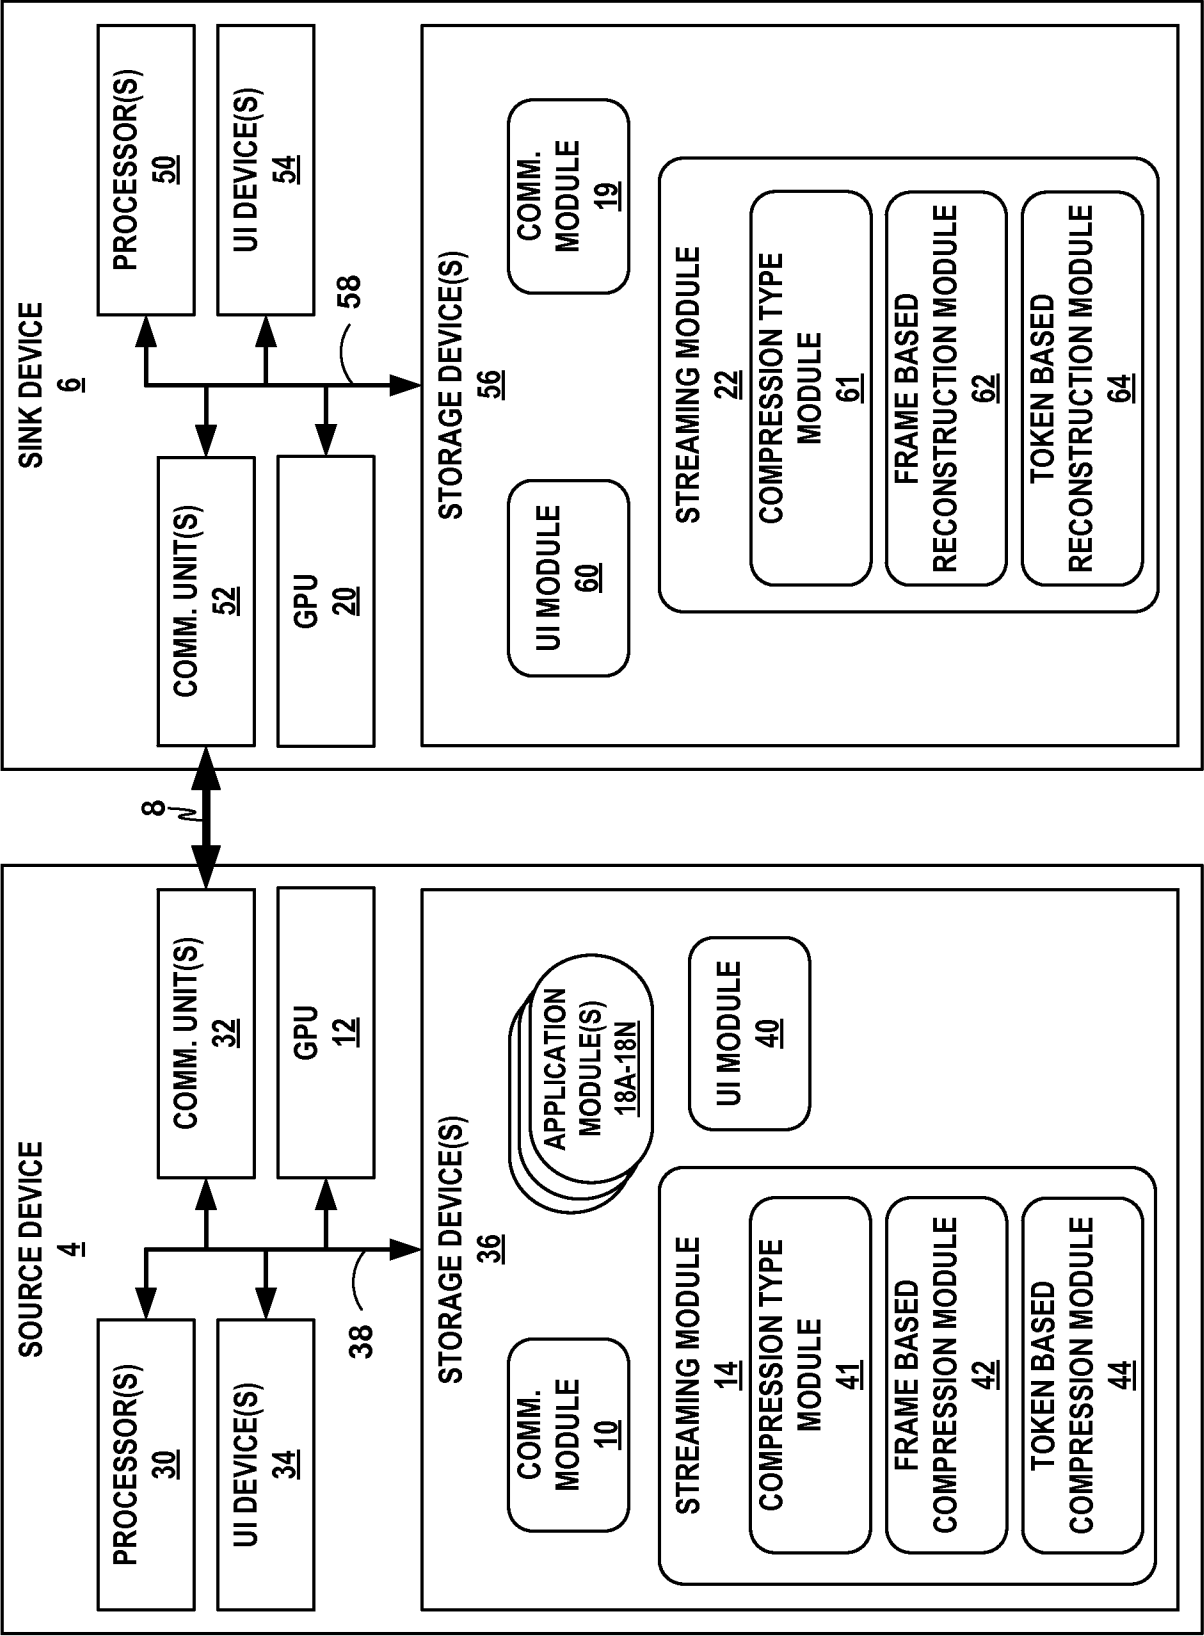 SOURCE DEVICE
4
PROCESSOR(S)
30
UI DEVICE(S)
34
COMM. UNIT(S)
32
GPU
12
38
STORAGE DEVICE(S)
36
COMM.
MODULE
10
APPLICATION
MODULE(S)
18A-18N
STREAMING MODULE
14
COMPRESSION TYPE
MODULE
41
FRAME BASED
COMPRESSION MODULE
42
TOKEN BASED
COMPRESSION MODULE
44
UI MODULE
40
8
SINK DEVICE
6
COMM. UNIT(S)
52
GPU
20
PROCESSOR(S)
50
UI DEVICE(S)
54
58
STORAGE DEVICE(S)
56
UI MODULE
60
COMM.
MODULE
19
STREAMING MODULE
22
COMPRESSION TYPE
MODULE
61
FRAME BASED
RECONSTRUCTION MODULE
62
TOKEN BASED
RECONSTRUCTION MODULE
64